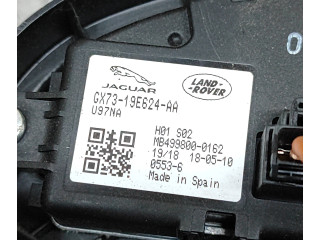 JAGUAR
LAND-
ROVER
GX73-19E624-AA
U97NA
H01 S02
MB499800-0162
19/18 18-05-10
0553-6
Made in Spain